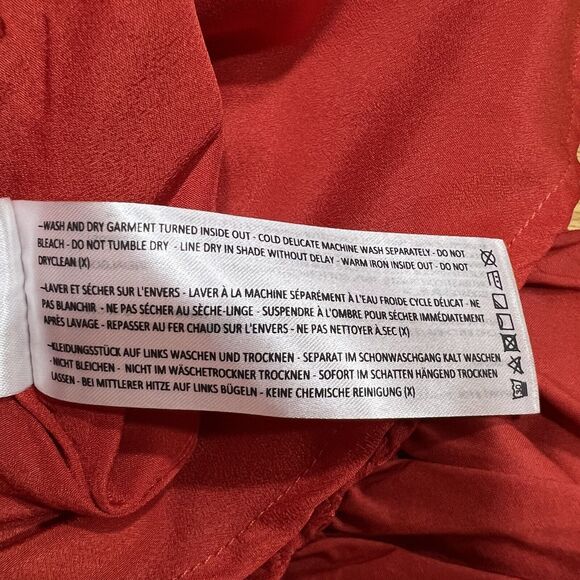 -WASH AND DRY GARMENT TURNED INSIDE OUT - COLD DELICATE MACHINE WASH SEPARATELY - DO NOT
BLEACH - DO NOT TUMBLE DRY - LINE DRY IN SHADE WITHOUT DELAY - WARM IRON INSIDE OUT - DO NOT
DRYCLEAN (X)
-LAVER ET SÉCHER SUR L'ENVERS - LAVER À LA MACHINE SÉPARÉMENT À L'EAU FROIDE CYCLE DÉLICAT - NE
PAS BLANCHIR - NE PAS SÉCHER AU SÈCHE-LINGE - SUSPENDRE À L'OMBRE POUR SÉCHER IMMÉDIATEMENT
APRÈS LAVAGE - REPASSER AU FER CHAUD SUR L'ENVERS - NE PAS NETTOYER À.SEC (X)
-KLEIDUNGSSTÜCK AUF LINKS WASCHEN UND TROCKNEN - SEPARAT IM SCHONWASCHGANG KALT WASCHEN
- NICHT BLEICHEN - NICHT IM WÄSCHETROCKNER TROCKNEN - SOFORT IM SCHATTEN HÄNGEND TROCKNEN
LASSEN - BEI MITTLERER HITZE AUF LINKS BÜGELN - KEINE CHEMISCHE REINIGUNG (X)